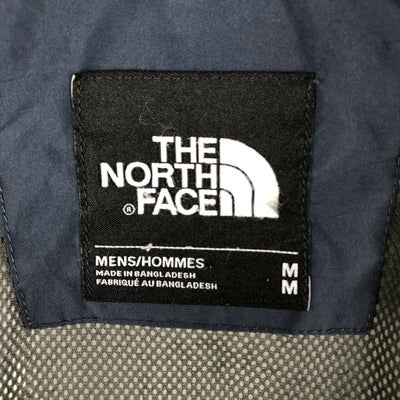 THE
NORTH
® FACE
MENS/HOMMES M
MADE IN BANGLADESH
FABRIQUÉ AU BANGLADESH M